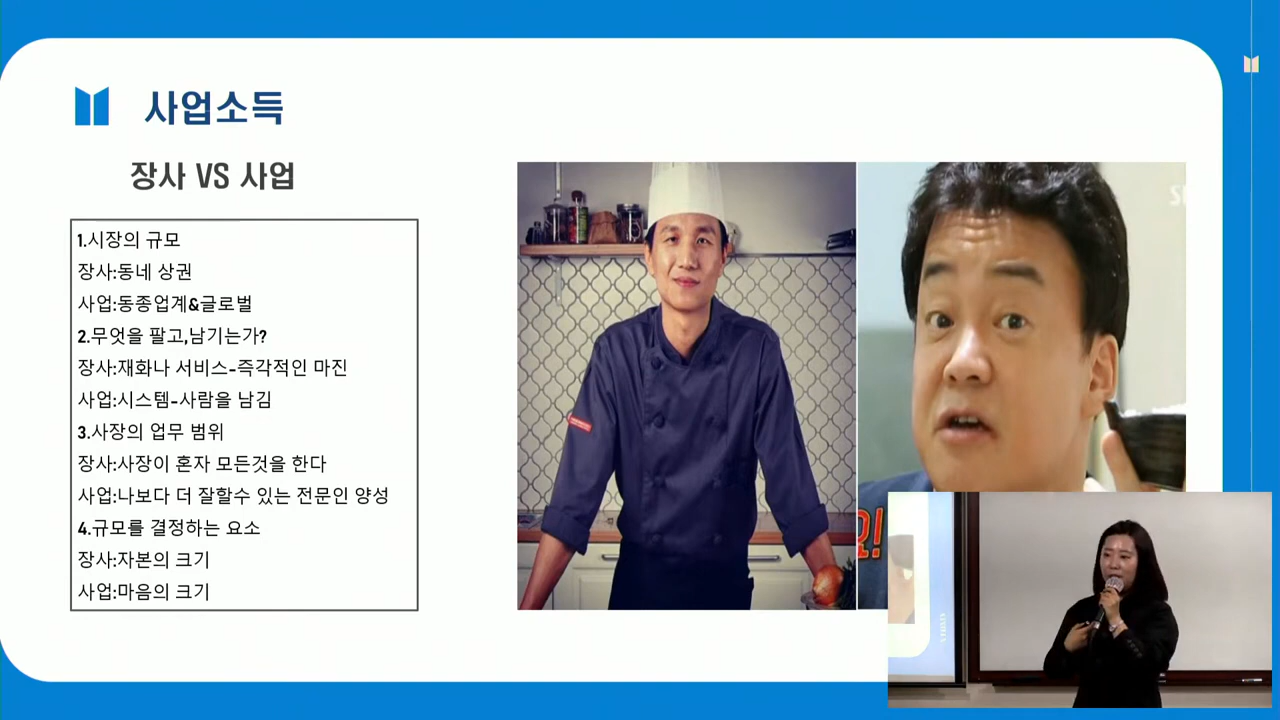 사업소득
장사 VS 사업
1.시장의 규모
장사:동네 상권
사업:동종업계&글로벌
2.무엇을 팔고,남기는가?
장사:재화나 서비스-즉각적인 마진
사업:시스템-사람을 남김
3.사장의 업무 범위
장사:사장이 혼자 모든것을 한다
사업:나보다 더 잘할수 있는 전문인 양성
4.규모를 결정하는 요소
장사:자본의 크기
사업:마음의 크기
요!